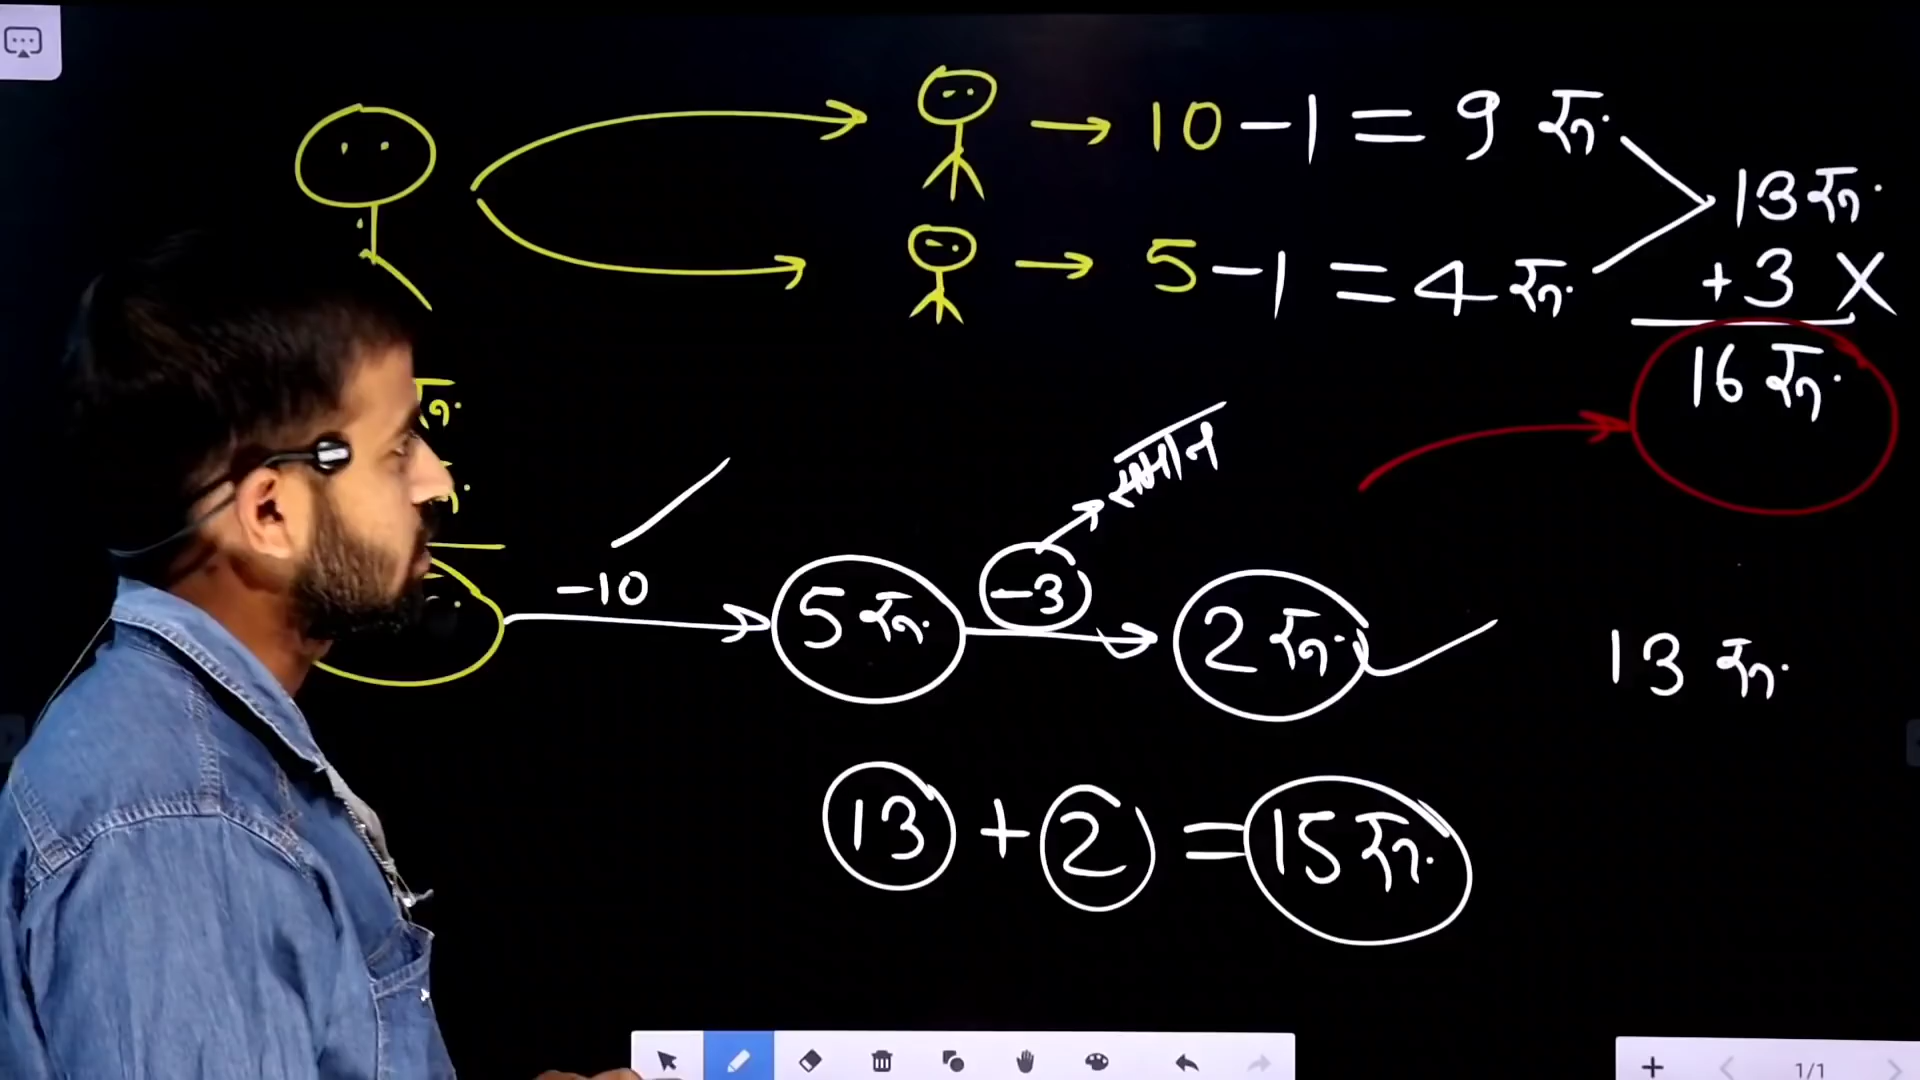 10 - 1 = 9 रू.
5 - 1 = 4 रू.
13 रू.
+ 3 X
16 रू.
रू.
समान
-10
5 रू.
-3
2 रू.
13 रू.
13 + 2 = 15 रू.
1/1